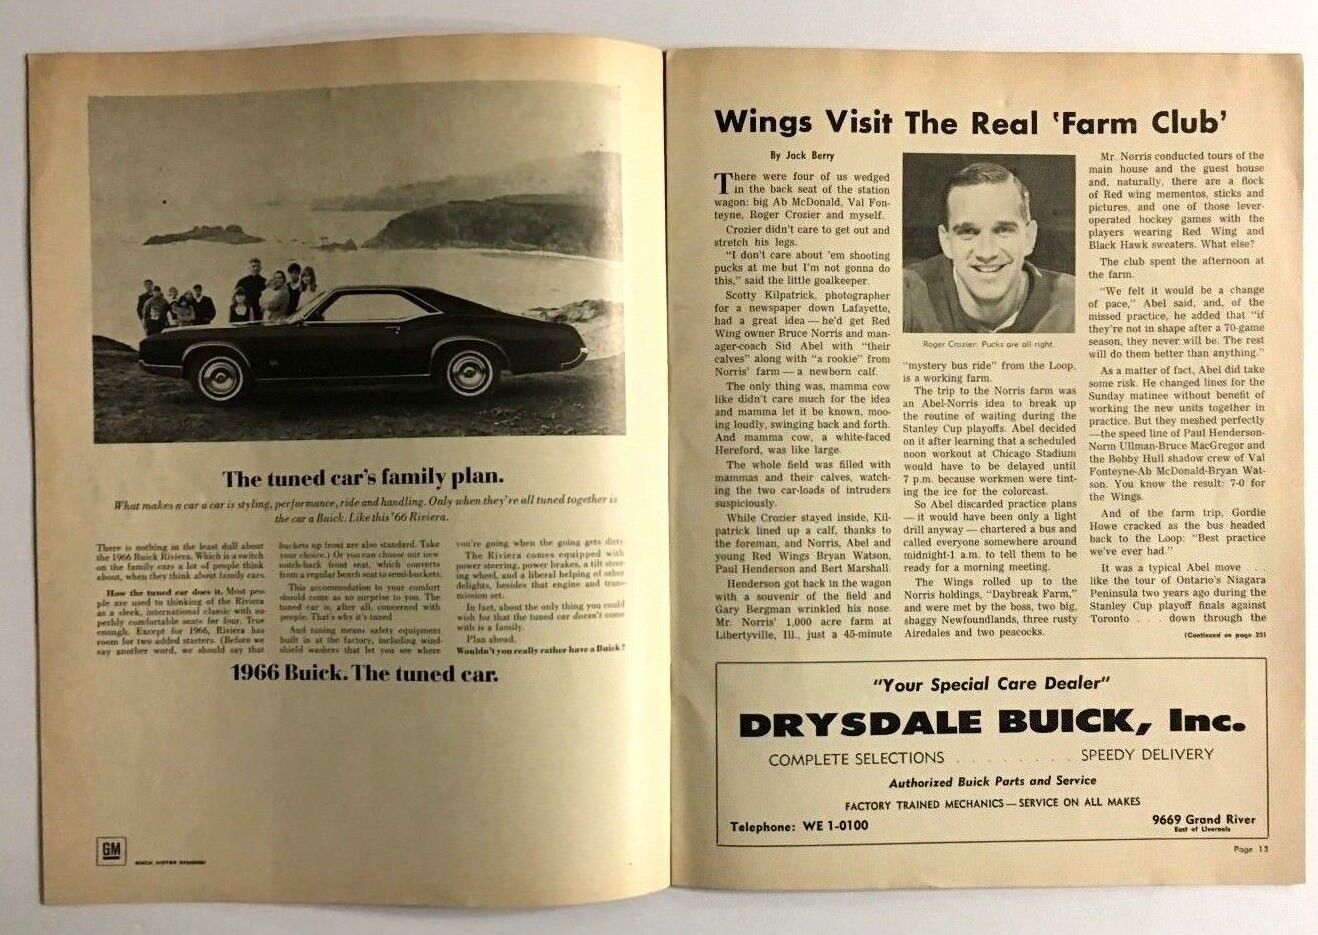 The tuned car's family plan.
What makes a car a car is styling, performance, ride and handling. Only when they're all tuned together is
the car a Buick. Like this '66 Riviera.
There is nothing in the least dull about
the 1966 Buick Riviera. Which is a switch
on the family cars a lot of people think
about, when they think about family cars.
How the tuned car does it. Most peo-
ple are used to thinking of the Riviera
as a sleek, international classic with su-
perbly comfortable seats for four. True
enough. Except for 1966, Riviera has
room for two added starters. (Before we
say another word, we should say that
buckets up front are also standard. Take
your choice.) Or you can choose our new
notch-back front seat, which converts
from a regular bench seat to semi-buckets.
This accommodation to your comfort
should come as no surprise to you. The
tuned car is, after all, concerned with
people. That's why it's tuned
And tuning means safety equipment
built in at the factory, including wind-
shield washers that let you see where
you're going when the going gets dirty.
The Riviera comes equipped with
power steering, power brakes, a tilt steer-
ing wheel, and a liberal helping of other
delights, besides that engine and trans-
mission set.
In fact, about the only thing you could
wish for that the tuned car doesn't come
with is a family.
Plan ahead.
Wouldn't you really rather have a Buick?
1966 Buick. The tuned car.
GM
BUICK MOTOR DIVISION
Wings Visit The Real 'Farm Club'
By Jack Berry
There were four of us wedged
in the back seat of the station
wagon: big Ab McDonald, Val Fon-
teyne, Roger Crozier and myself.
Crozier didn't care to get out and
stretch his legs.
"I don't care about 'em shooting
pucks at me but I'm not gonna do
this," said the little goalkeeper.
Scotty Kilpatrick, photographer
for a newspaper down Lafayette,
had a great idea — he'd get Red
Wing owner Bruce Norris and man-
ager-coach Sid Abel with "their
calves" along with "a rookie" from
Norris' farm — a newborn calf.
The only thing was, mamma cow
like didn't care much for the idea
and mamma let it be known, moo-
ing loudly, swinging back and forth.
And mamma cow, a white-faced
Hereford, was like large.
The whole field was filled with
mammas and their calves, watch-
ing the two car-loads of intruders
suspiciously.
While Crozier stayed inside, Kil-
patrick lined up a calf, thanks to
the foreman, and Norris, Abel and
young Red Wings Bryan Watson,
Paul Henderson and Bert Marshall.
Henderson got back in the wagon
with a souvenir of the field and
Gary Bergman wrinkled his nose.
Mr. Norris' 1,000 acre farm at
Libertyville, Ill., just a 45-minute
Roger Crozier: Pucks are all right.
"mystery bus ride" from the Loop,
is a working farm.
The trip to the Norris farm was
an Abel-Norris idea to break up
the routine of waiting during the
Stanley Cup playoffs. Abel decided
on it after learning that a scheduled
noon workout at Chicago Stadium
would have to be delayed until
7 p.m. because workmen were tint-
ing the ice for the colorcast.
So Abel discarded practice plans
— it would have been only a light
drill anyway — chartered a bus and
called everyone somewhere around
midnight-1 a.m. to tell them to be
ready for a morning meeting.
The Wings rolled up to the
Norris holdings, "Daybreak Farm,"
and were met by the boss, two big,
shaggy Newfoundlands, three rusty
Airedales and two peacocks.
Mr. Norris conducted tours of the
main house and the guest house
and, naturally, there are a flock
of Red wing mementos, sticks and
pictures, and one of those lever-
operated hockey games with the
players wearing Red Wing and
Black Hawk sweaters. What else?
The club spent the afternoon at
the farm.
"We felt it would be a change
of pace," Abel said, and, of the
missed practice, he added that "if
they're not in shape after a 70-game
season, they never will be. The rest
will do them better than anything."
As a matter of fact, Abel did take
some risk. He changed lines for the
Sunday matinee without benefit of
working the new units together in
practice. But they meshed perfectly
—the speed line of Paul Henderson-
Norm Ullman-Bruce MacGregor and
the Bobby Hull shadow crew of Val
Fonteyne-Ab McDonald-Bryan Wat-
son. You know the result: 7-0 for
the Wings.
And of the farm trip, Gordie
Howe cracked as the bus headed
back to the Loop: "Best practice
we've ever had."
It was a typical Abel move . . .
like the tour of Ontario's Niagara
Peninsula two years ago during the
Stanley Cup playoff finals against
Toronto . . . down through the
(Continued on page 25)
"Your Special Care Dealer"
DRYSDALE BUICK, Inc.
COMPLETE SELECTIONS . . . . . . . . SPEEDY DELIVERY
Authorized Buick Parts and Service
FACTORY TRAINED MECHANICS — SERVICE ON ALL MAKES
Telephone: WE 1-0100
9669 Grand River
East of Livernois
Page 13